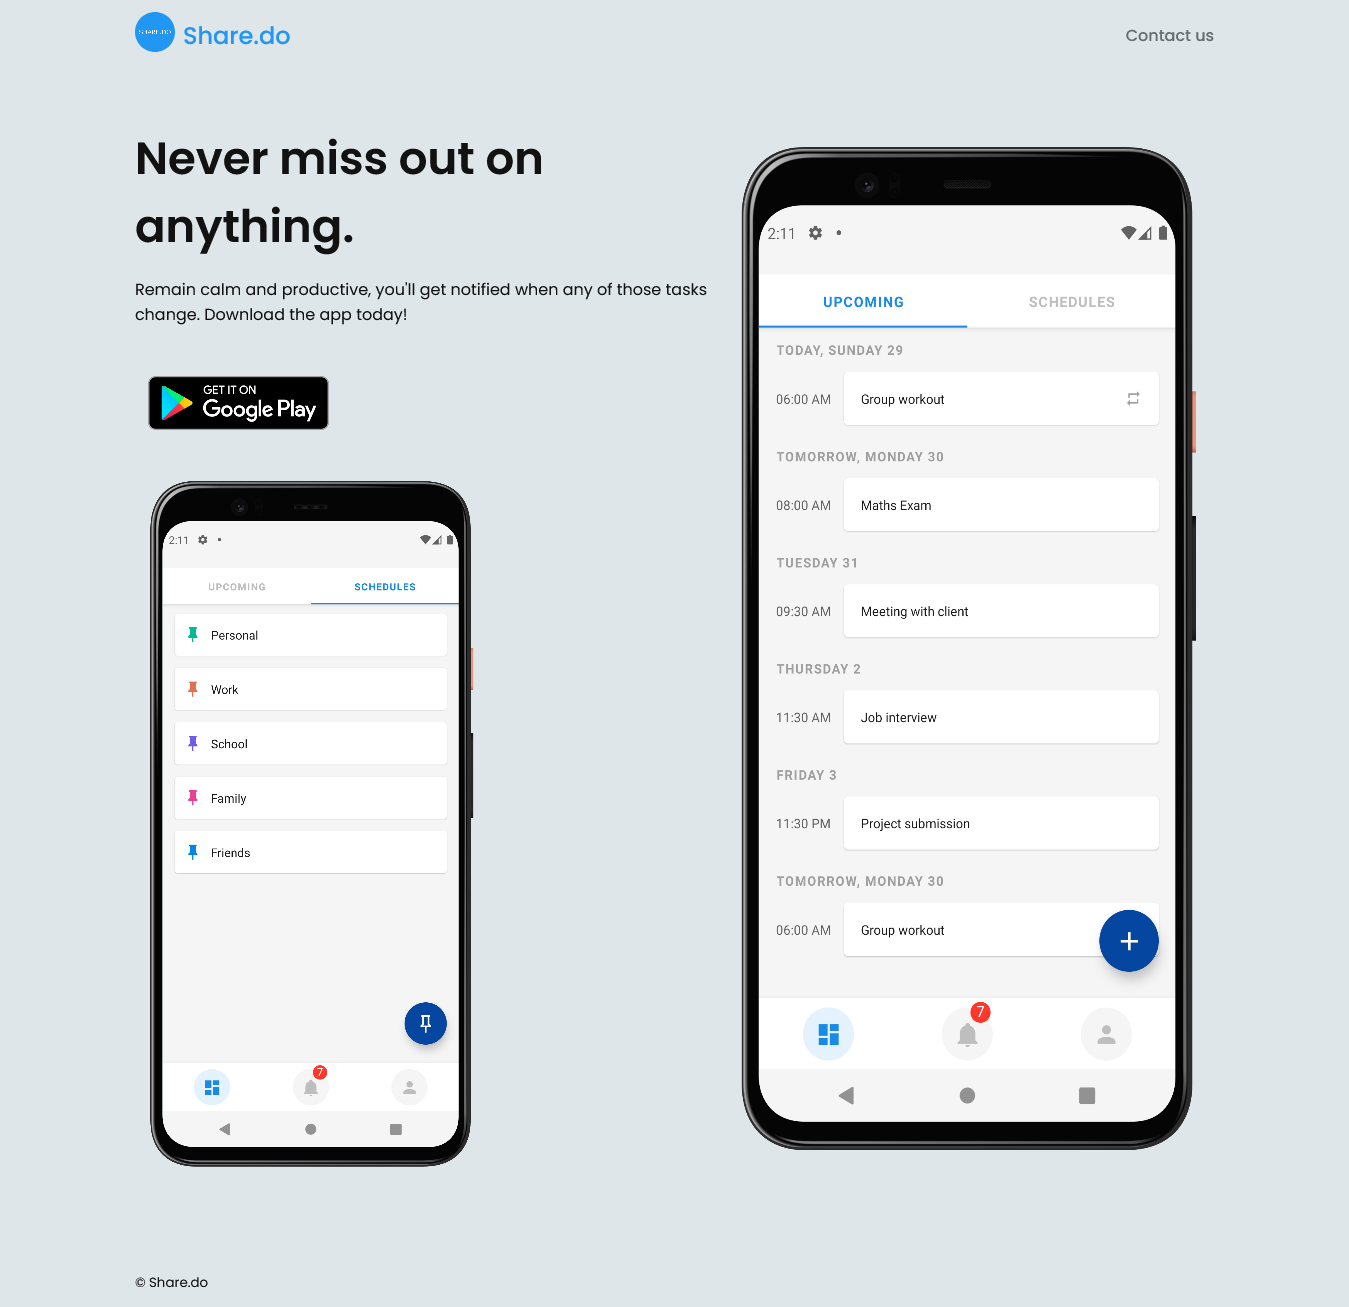 SHARE.DO
Share.do
Contact us
Never miss out on
anything.
Remain calm and productive, you'll get notified when any of those tasks
change. Download the app today!
GET IT ON
Google Play
2:11
UPCOMING
SCHEDULES
Personal
Work
School
Family
Friends
7
2:11
UPCOMING
SCHEDULES
TODAY, SUNDAY 29
06:00 AM
Group workout
TOMORROW, MONDAY 30
08:00 AM
Maths Exam
TUESDAY 31
09:30 AM
Meeting with client
THURSDAY 2
11:30 AM
Job interview
FRIDAY 3
11:30 PM
Project submission
TOMORROW, MONDAY 30
06:00 AM
Group workout
7
© Share.do